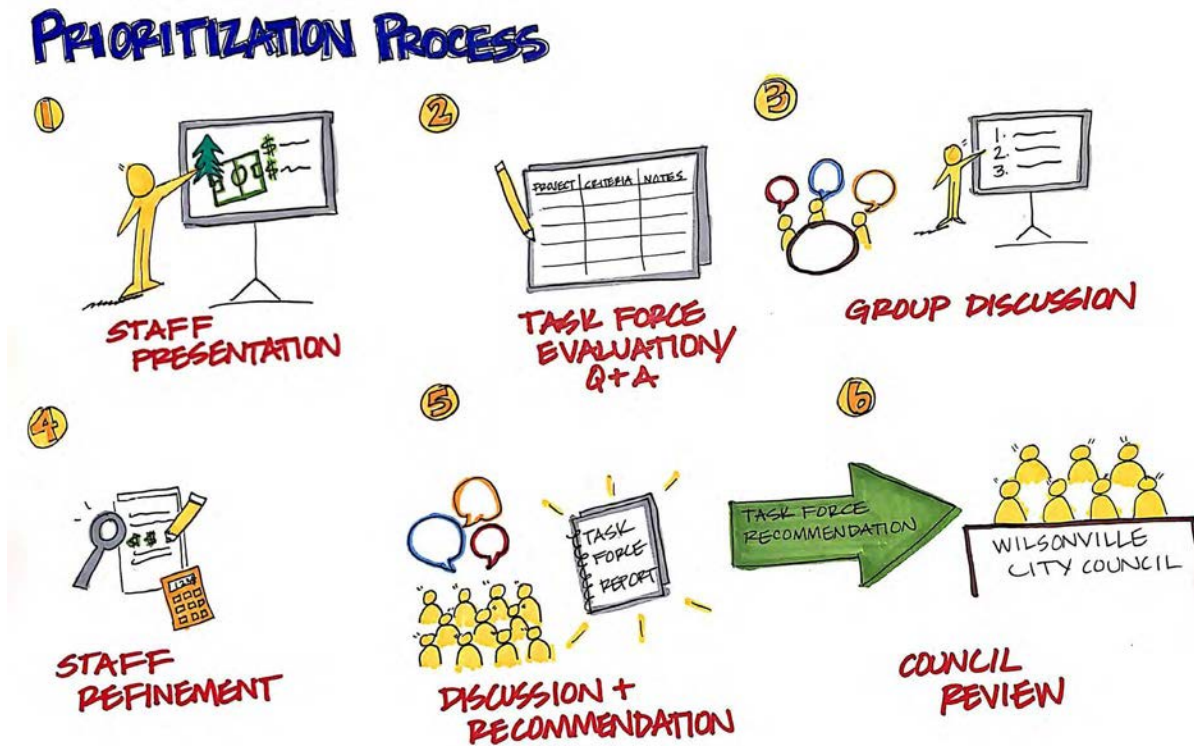 PRIORITIZATION PROCESS
1
$
$
STAFF
PRESENTATION
2
PROJECT CRITERIA NOTES
TASK FORCE
EVALUATION/
Q+A
3
1.
2.
3.
GROUP DISCUSSION
4
$ $ $
STAFF
REFINEMENT
5
TASK
FORCE
REPORT
DISCUSSION +
RECOMMENDATION
6
TASK FORCE
RECOMMENDATION
WILSONVILLE
CITY COUNCIL
COUNCIL
REVIEW